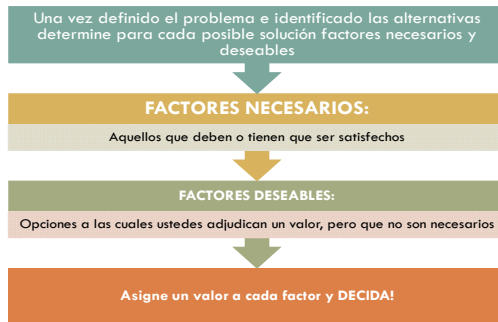 Una vez definido el problema e identificado las alternativas
determine para cada posible solución factores necesarios y
deseables
FACTORES NECESARIOS:
Aquellos que deben o tienen que ser satisfechos
FACTORES DESEABLES:
Opciones a las cuales ustedes adjudican un valor, pero que no son necesarios
Asigne un valor a cada factor y DECIDA!